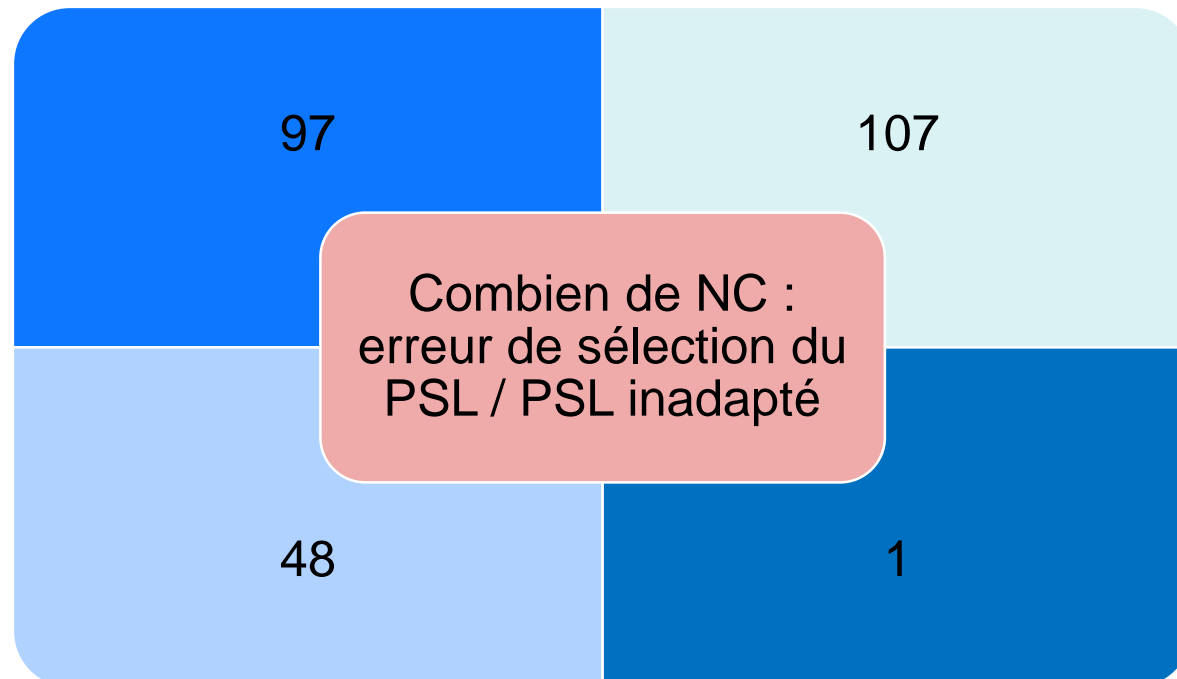 97
107
Combien de NC :
erreur de sélection du
PSL / PSL inadapté
48
1